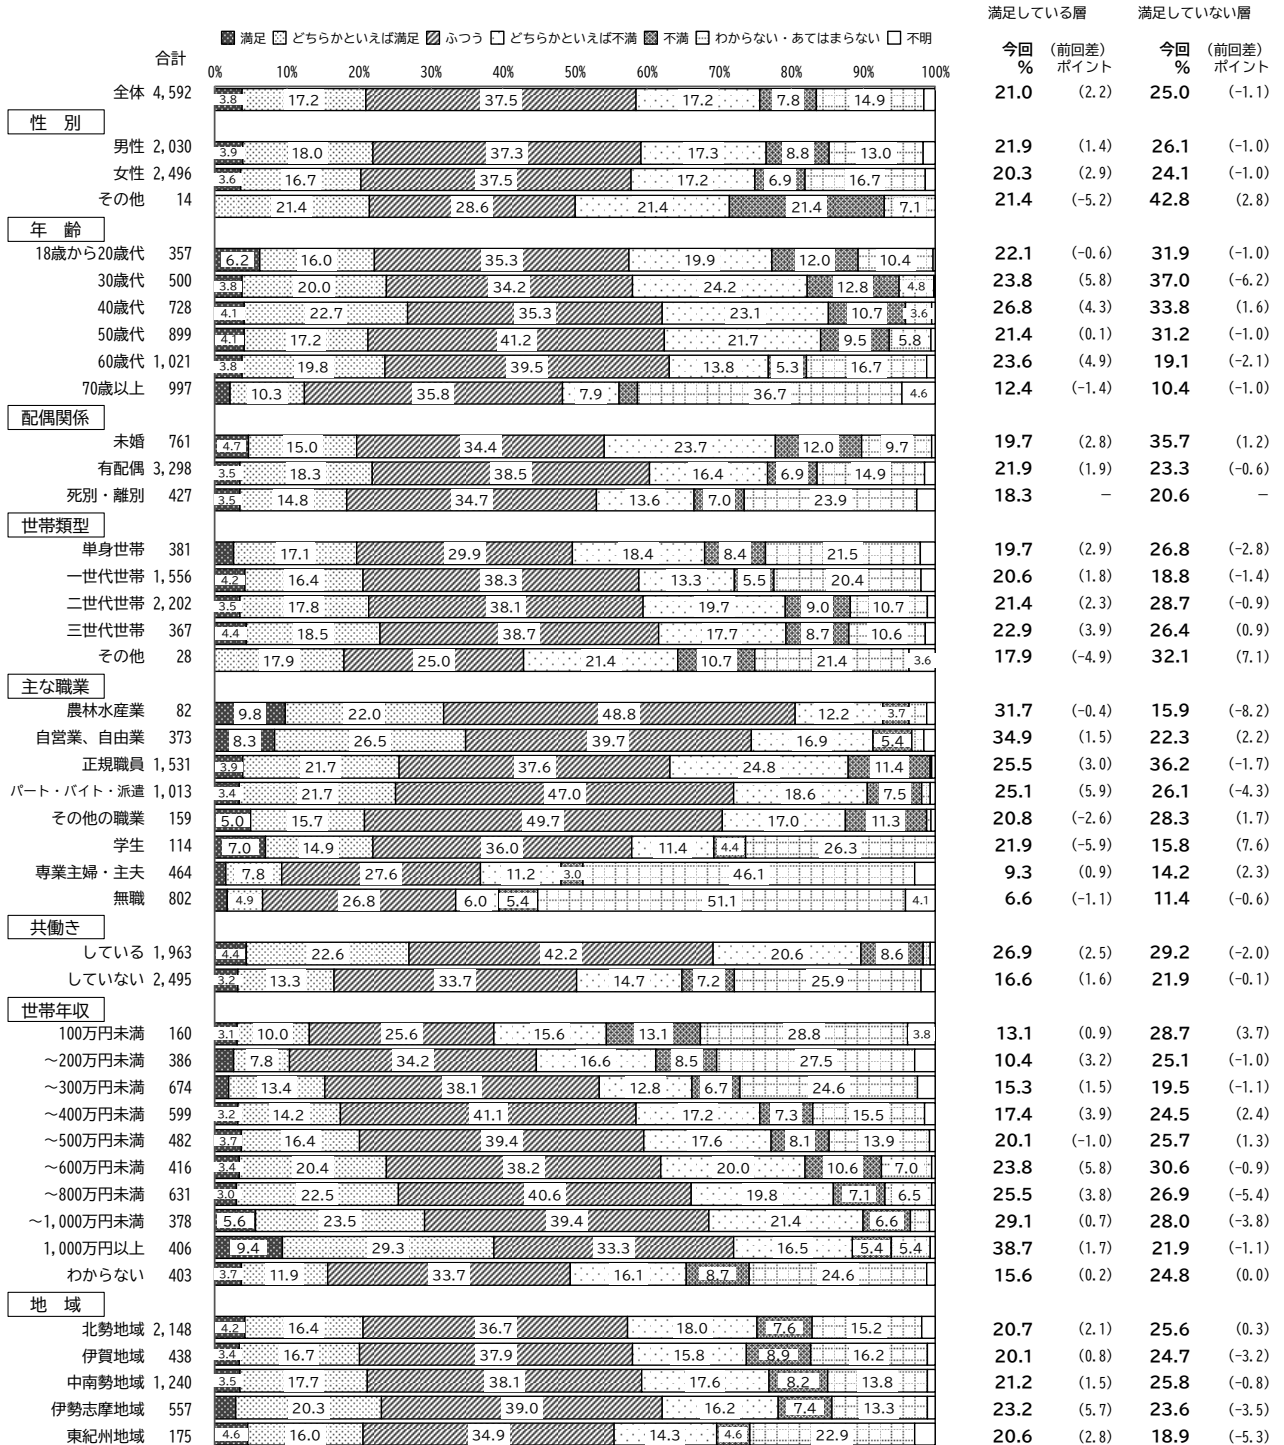 満足している層 満足していない層
満足 どちらかといえば満足 ふつう どちらかといえば不満 不満 わからない・あてはまらない 不明
合計 今回 (前回差) 今回 (前回差)
% ポイント % ポイント
0% 10% 20% 30% 40% 50% 60% 70% 80% 90% 100%
全体 4,592 3.8 17.2 37.5 17.2 7.8 14.9 21.0 (2.2) 25.0 (-1.1)
性 別
男性 2,030 3.9 18.0 37.3 17.3 8.8 13.0 21.9 (1.4) 26.1 (-1.0)
女性 2,496 3.6 16.7 37.5 17.2 6.9 16.7 20.3 (2.9) 24.1 (-1.0)
その他 14 21.4 28.6 21.4 21.4 7.1 21.4 (-5.2) 42.8 (2.8)
年 齢
18歳から20歳代 357 6.2 16.0 35.3 19.9 12.0 10.4 22.1 (-0.6) 31.9 (-1.0)
30歳代 500 3.8 20.0 34.2 24.2 12.8 4.8 23.8 (5.8) 37.0 (-6.2)
40歳代 728 4.1 22.7 35.3 23.1 10.7 3.6 26.8 (4.3) 33.8 (1.6)
50歳代 899 4.1 17.2 41.2 21.7 9.5 5.8 21.4 (0.1) 31.2 (-1.0)
60歳代 1,021 3.8 19.8 39.5 13.8 5.3 16.7 23.6 (4.9) 19.1 (-2.1)
70歳以上 997 10.3 35.8 7.9 36.7 4.6 12.4 (-1.4) 10.4 (-1.0)
配偶関係
未婚 761 4.7 15.0 34.4 23.7 12.0 9.7 19.7 (2.8) 35.7 (1.2)
有配偶 3,298 3.5 18.3 38.5 16.4 6.9 14.9 21.9 (1.9) 23.3 (-0.6)
死別・離別 427 3.5 14.8 34.7 13.6 7.0 23.9 18.3 − 20.6 −
世帯類型
単身世帯 381 17.1 29.9 18.4 8.4 21.5 19.7 (2.9) 26.8 (-2.8)
一世代世帯 1,556 4.2 16.4 38.3 13.3 5.5 20.4 20.6 (1.8) 18.8 (-1.4)
二世代世帯 2,202 3.5 17.8 38.1 19.7 9.0 10.7 21.4 (2.3) 28.7 (-0.9)
三世代世帯 367 4.4 18.5 38.7 17.7 8.7 10.6 22.9 (3.9) 26.4 (0.9)
その他 28 17.9 25.0 21.4 10.7 21.4 3.6 17.9 (-4.9) 32.1 (7.1)
主な職業
農林水産業 82 9.8 22.0 48.8 12.2 3.7 31.7 (-0.4) 15.9 (-8.2)
自営業、自由業 373 8.3 26.5 39.7 16.9 5.4 34.9 (1.5) 22.3 (2.2)
正規職員 1,531 3.9 21.7 37.6 24.8 11.4 25.5 (3.0) 36.2 (-1.7)
パート・バイト・派遣 1,013 3.4 21.7 47.0 18.6 7.5 25.1 (5.9) 26.1 (-4.3)
その他の職業 159 5.0 15.7 49.7 17.0 11.3 20.8 (-2.6) 28.3 (1.7)
学生 114 7.0 14.9 36.0 11.4 4.4 26.3 21.9 (-5.9) 15.8 (7.6)
専業主婦・主夫 464 7.8 27.6 11.2 3.0 46.1 9.3 (0.9) 14.2 (2.3)
無職 802 4.9 26.8 6.0 5.4 51.1 4.1 6.6 (-1.1) 11.4 (-0.6)
共働き
している 1,963 4.4 22.6 42.2 20.6 8.6 26.9 (2.5) 29.2 (-2.0)
していない 2,495 3.2 13.3 33.7 14.7 7.2 25.9 16.6 (1.6) 21.9 (-0.1)
世帯年収
100万円未満 160 3.1 10.0 25.6 15.6 13.1 28.8 3.8 13.1 (0.9) 28.7 (3.7)
～200万円未満 386 7.8 34.2 16.6 8.5 27.5 10.4 (3.2) 25.1 (-1.0)
～300万円未満 674 13.4 38.1 12.8 6.7 24.6 15.3 (1.5) 19.5 (-1.1)
～400万円未満 599 3.2 14.2 41.1 17.2 7.3 15.5 17.4 (3.9) 24.5 (2.4)
～500万円未満 482 3.7 16.4 39.4 17.6 8.1 13.9 20.1 (-1.0) 25.7 (1.3)
～600万円未満 416 3.4 20.4 38.2 20.0 10.6 7.0 23.8 (5.8) 30.6 (-0.9)
～800万円未満 631 3.0 22.5 40.6 19.8 7.1 6.5 25.5 (3.8) 26.9 (-5.4)
～1,000万円未満 378 5.6 23.5 39.4 21.4 6.6 29.1 (0.7) 28.0 (-3.8)
1,000万円以上 406 9.4 29.3 33.3 16.5 5.4 5.4 38.7 (1.7) 21.9 (-1.1)
わからない 403 3.7 11.9 33.7 16.1 8.7 24.6 15.6 (0.2) 24.8 (0.0)
地 域
北勢地域 2,148 4.2 16.4 36.7 18.0 7.6 15.2 20.7 (2.1) 25.6 (0.3)
伊賀地域 438 3.4 16.7 37.9 15.8 8.9 16.2 20.1 (0.8) 24.7 (-3.2)
中南勢地域 1,240 3.5 17.7 38.1 17.6 8.2 13.8 21.2 (1.5) 25.8 (-0.8)
伊勢志摩地域 557 20.3 39.0 16.2 7.4 13.3 23.2 (5.7) 23.6 (-3.5)
東紀州地域 175 4.6 16.0 34.9 14.3 4.6 22.9 20.6 (2.8) 18.9 (-5.3)